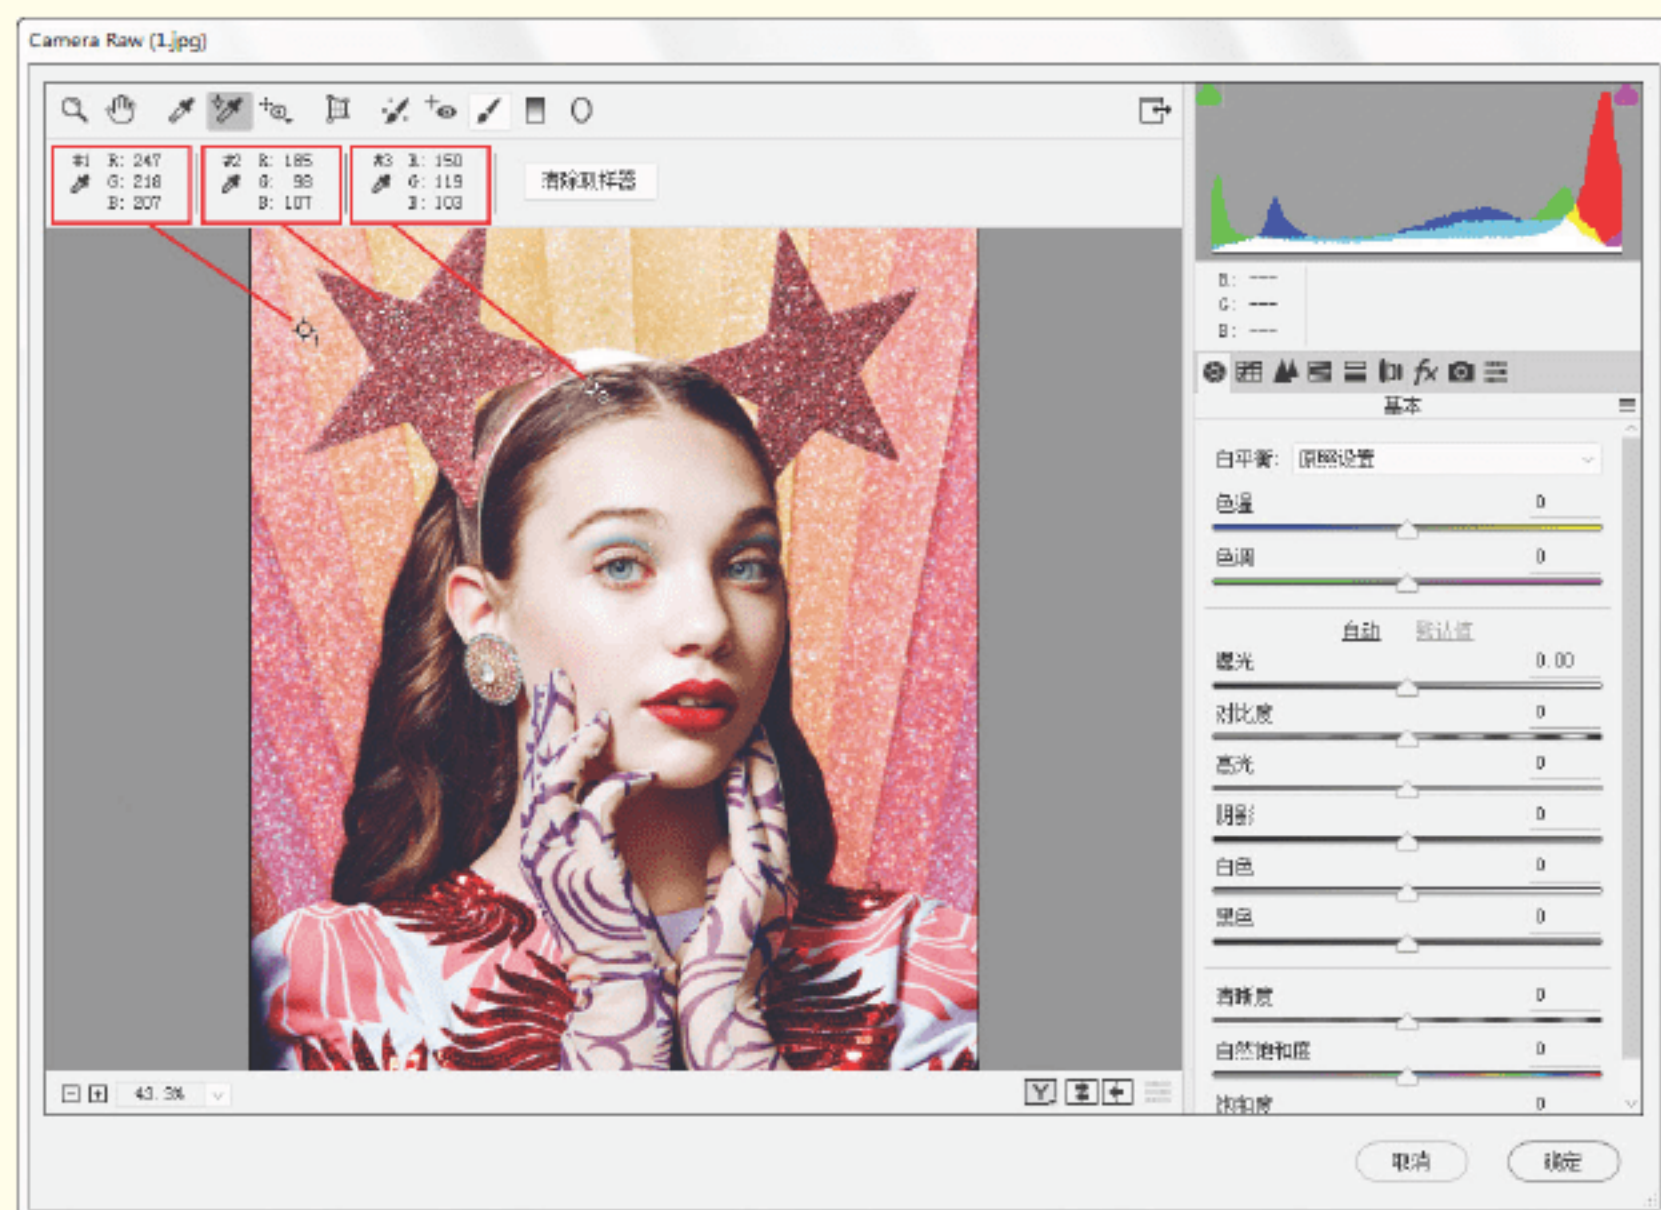 Camera Raw (1.jpg)
#1 R: 247
G: 218
B: 207
#2 R: 185
G: 98
B: 107
#3 R: 150
G: 119
B: 103
清除取样器
R: ---
G: ---
B: ---
fx
基本
白平衡: 原照设置
色温 0
色调 0
自动 默认值
曝光 0.00
对比度 0
高光 0
阴影 0
白色 0
黑色 0
清晰度 0
自然饱和度 0
饱和度 0
43.3%
Y
取消 确定